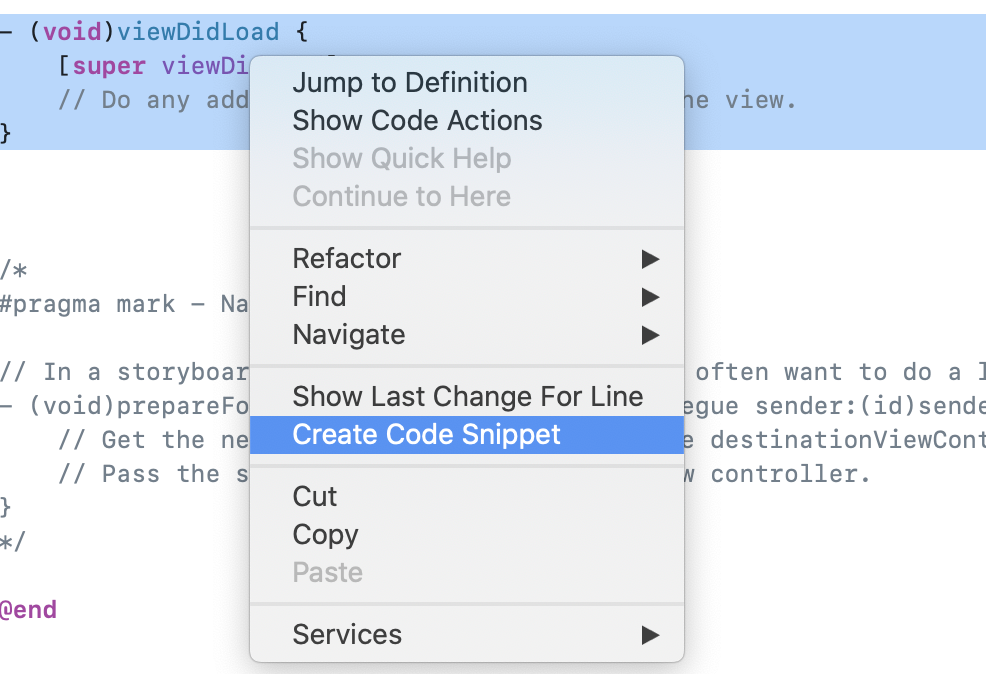 - (void)viewDidLoad {
[super viewDi
// Do any add he view.
}
Jump to Definition
Show Code Actions
Show Quick Help
Continue to Here
Refactor
Find
Navigate
Show Last Change For Line
Create Code Snippet
Cut
Copy
Paste
Services
/*
#pragma mark - Na
// In a storyboar often want to do a l
- (void)prepareFo egue sender:(id)sende
// Get the ne e destinationViewCont
// Pass the s w controller.
}
*/
@end